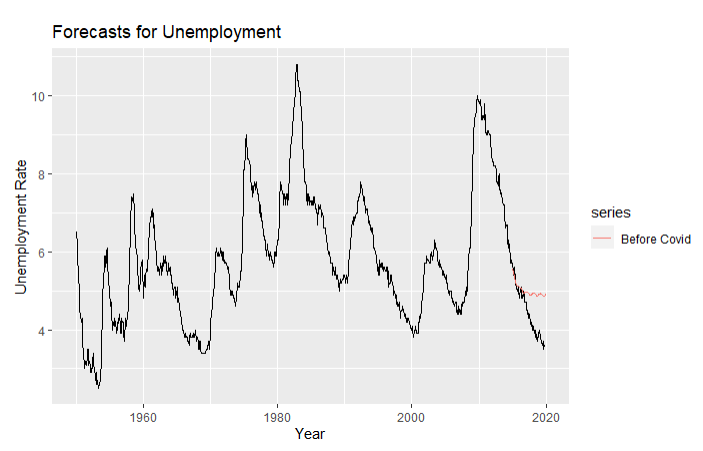 Forecasts for Unemployment
10
8
6
4
Unemployment Rate
1960
1980
2000
2020
Year
series
Before Covid